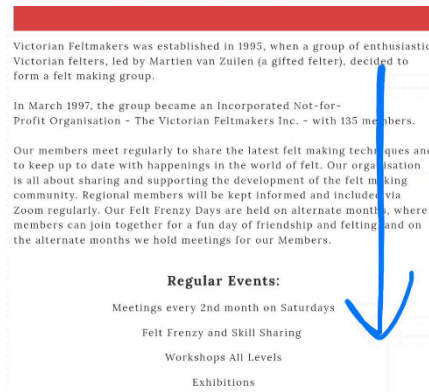 Victorian Feltmakers was established in 1995, when a group of enthusiastic
Victorian felters, led by Martien van Zuilen (a gifted felter), decided to
form a felt making group.
In March 1997, the group became an Incorporated Not-for-
Profit Organisation - The Victorian Feltmakers Inc. - with 135 members.
Our members meet regularly to share the latest felt making techniques and
to keep up to date with happenings in the world of felt. Our organisation
is all about sharing and supporting the development of the felt making
community. Regional members will be kept informed and included via
Zoom regularly. Our Felt Frenzy Days are held on alternate months, where
members can join together for a fun day of friendship and felting and on
the alternate months we hold meetings for our Members.
Regular Events:
Meetings every 2nd month on Saturdays
Felt Frenzy and Skill Sharing
Workshops All Levels
Exhibitions